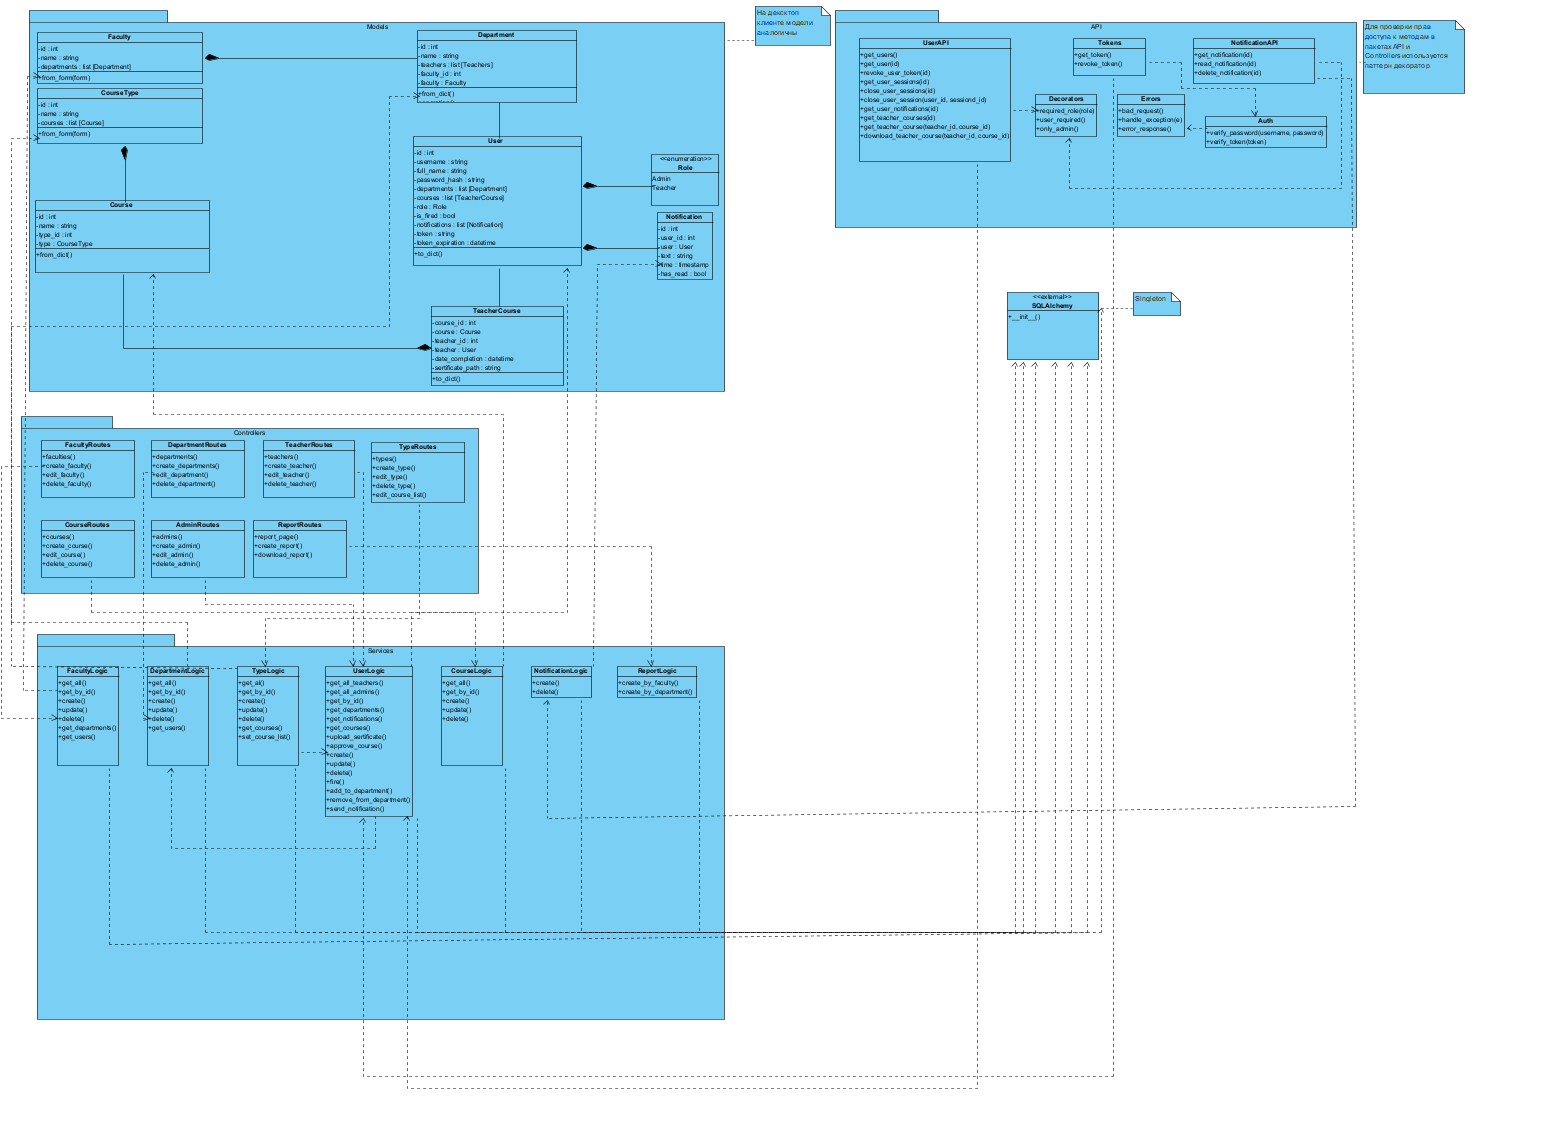 Models
Faculty
-id : int
-name : string
-departments : list [Department]
+from_form(form)
CourseType
-id : int
-name : string
-courses : list [Course]
+from_form(form)
Course
-id : int
-name : string
-type_id : int
-type : CourseType
+from_dict()
Department
-id : int
-name : string
-teachers : list [Teachers]
-faculty_id : int
-faculty : Faculty
+from_dict()
User
-id : int
-username : string
-full_name : string
-password_hash : string
-departments : list [Department]
-courses : list [TeacherCourse]
-role : Role
-is_fired : bool
-notifications : list [Notification]
-token : string
-token_expiration : datetime
+to_dict()
<<enumeration>>
Role
Admin
Teacher
Notification
-id : int
-user_id : int
-user : User
-text : string
-time : timestamp
-has_read : bool
TeacherCourse
-course_id : int
-course : Course
-teacher_id : int
-teacher : User
-date_completion : datetime
-sertificate_path : string
+to_dict()
На десктоп
клиенте модели
аналогичны
API
UserAPI
+get_users()
+get_user(id)
+revoke_user_token(id)
+get_user_sessions(id)
+close_user_sessions(id)
+close_user_session(user_id, sessiond_id)
+get_user_notifications(id)
+get_teacher_courses(id)
+get_teacher_course(teacher_id, course_id)
+download_teacher_course(teacher_id, course_id)
Tokens
+get_token()
+revoke_token()
NotificationAPI
+get_notification(id)
+read_notification(id)
+delete_notification(id)
Decorators
+required_role(role)
+user_required()
+only_admin()
Errors
+bad_request()
+handle_exception(e)
+error_response()
Auth
+verify_password(username, password)
+verify_token(token)
Для проверки прав
доступа к методам в
пакетах API и
Controllers используется
паттерн декоратор
<<external>>
SQLAlchemy
+__init__()
Singleton
Controllers
FacultyRoutes
+faculties()
+create_faculty()
+edit_faculty()
+delete_faculty()
DepartmentRoutes
+departments()
+create_departments()
+edit_department()
+delete_department()
TeacherRoutes
+teachers()
+create_teacher()
+edit_teacher()
+delete_teacher()
TypeRoutes
+types()
+create_type()
+edit_type()
+delete_type()
+edit_course_list()
CourseRoutes
+courses()
+create_course()
+edit_course()
+delete_course()
AdminRoutes
+admins()
+create_admin()
+edit_admin()
+delete_admin()
ReportRoutes
+report_page()
+create_report()
+download_report()
Services
FacultyLogic
+get_all()
+get_by_id()
+create()
+update()
+delete()
+get_departments()
+get_users()
DepartmentLogic
+get_all()
+get_by_id()
+create()
+update()
+delete()
+get_users()
TypeLogic
+get_al()
+get_by_id()
+create()
+update()
+delete()
+get_courses()
+set_course_list()
UserLogic
+get_all_teachers()
+get_all_admins()
+get_by_id()
+get_departments()
+get_notifications()
+get_courses()
+upload_sertificate()
+approve_course()
+create()
+update()
+delete()
+fire()
+add_to_department()
+remove_from_department()
+send_notification()
CourseLogic
+get_all()
+get_by_id()
+create()
+update()
+delete()
NotificationLogic
+create()
+delete()
ReportLogic
+create_by_faculty()
+create_by_department()